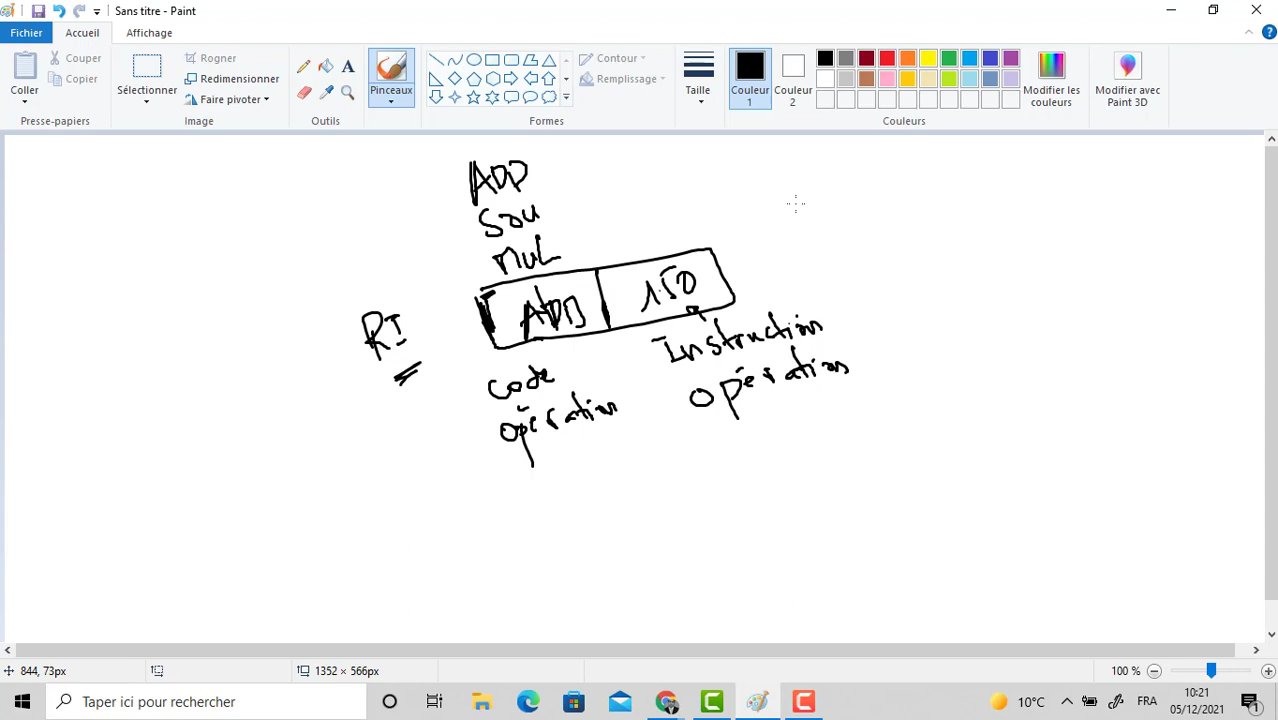 Sans titre - Paint
Fichier
Accueil
Affichage
Coller
Couper
Copier
Presse-papiers
Sélectionner
Rogner
Redimensionner
Faire pivoter
Image
A
Outils
Pinceaux
Contour
Remplissage
Formes
Taille
Couleur
1
Couleur
2
Modifier les
couleurs
Couleurs
Modifier avec
Paint 3D
ADD
SOU
MUL
RI
ADD
150
Code
opération
Instruction
opération
844, 73px
1352 × 566px
100 %
Taper ici pour rechercher
10°C
FRA
10:21
05/12/2021